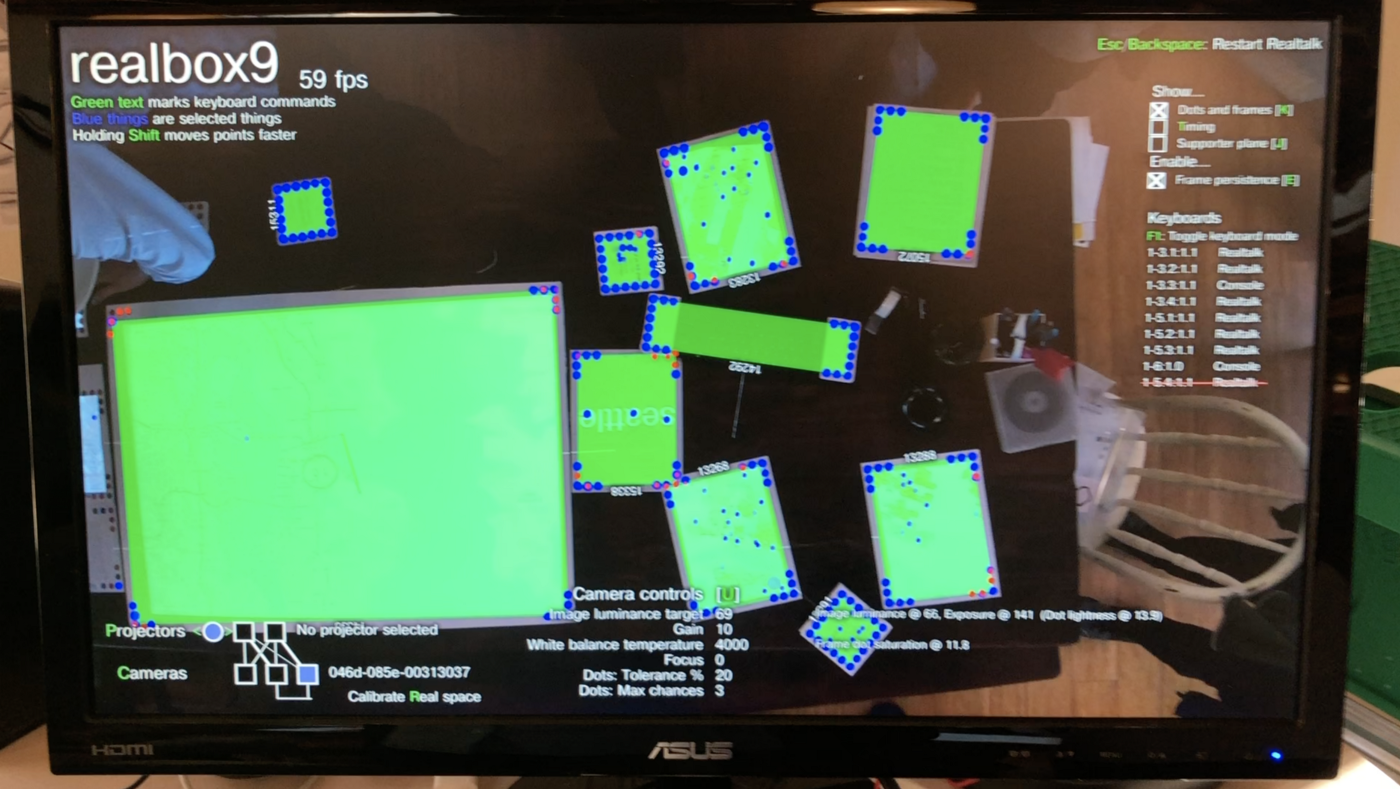 realbox9 59 fps
Green text marks keyboard commands
Blue things are selected things
Holding Shift moves points faster
Esc/Backspace: Restart Realtalk
Show...
Dots and frames [K]
Timing
Supporter plane [J]
Enable...
Frame persistence [E]
Keyboards
F1: Toggle keyboard mode
1-3.1:1.1 Realtalk
1-3.2:1.1 Realtalk
1-3.3:1.1 Console
1-3.4:1.1 Realtalk
1-5.1:1.1 Realtalk
1-5.2:1.1 Realtalk
1-5.3:1.1 Realtalk
1-6:1.0 Console
1-5.4:1.1 Realtalk
13292
13283
15072
14292
seattle
15338
13268
13288
Camera controls [U]
Image luminance target 69
Gain 10
White balance temperature 4000
Focus 0
Dots: Tolerance % 20
Dots: Max chances 3
Image luminance @ 66, Exposure @ 141 (Dot lightness @ 13.9)
Frame dot saturation @ 11.8
Projectors No projector selected
Cameras 046d-085e-00313037
Calibrate Real space
HDMI
ASUS